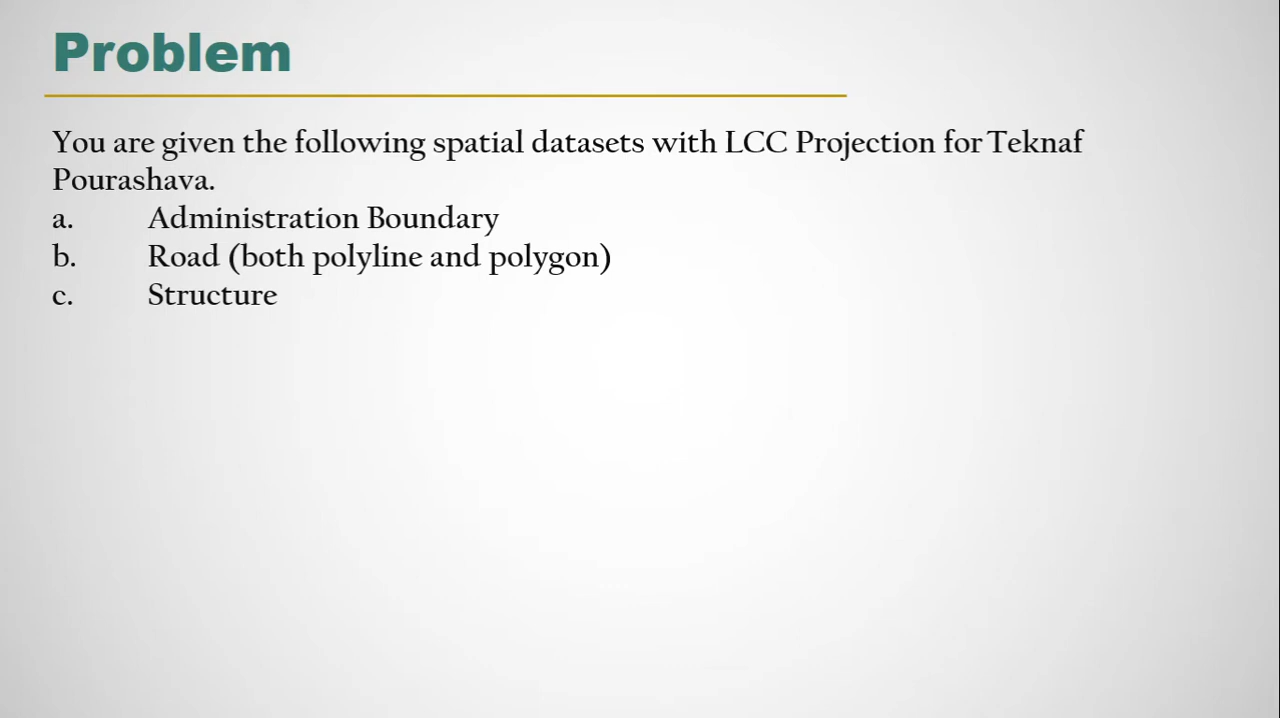 Problem
You are given the following spatial datasets with LCC Projection for Teknaf
Pourashava.
a. Administration Boundary
b. Road (both polyline and polygon)
c. Structure